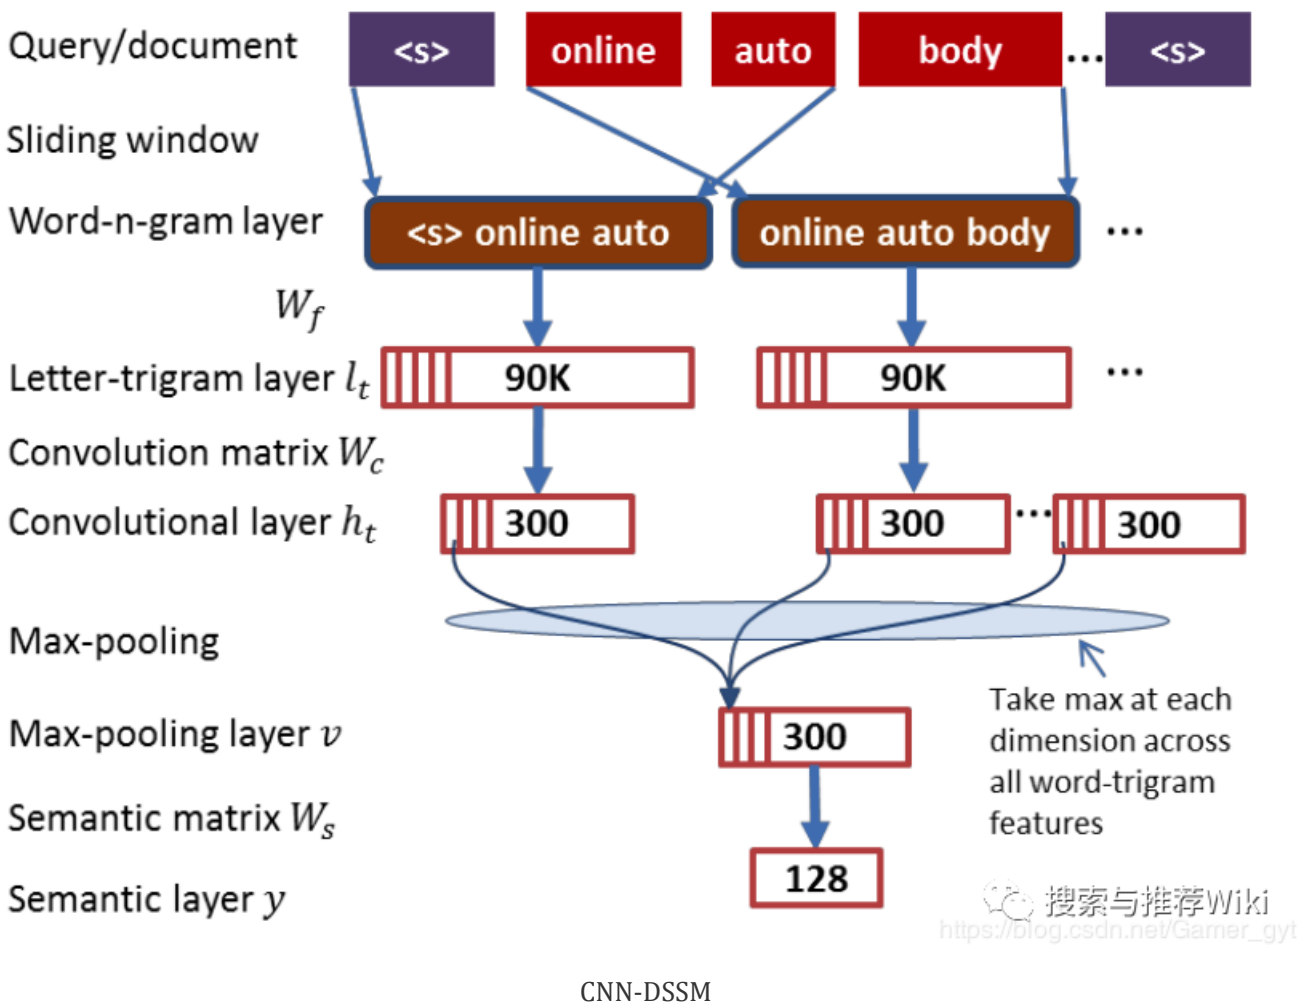 Query/document <s> online auto body ... <s>
Sliding window
Word-n-gram layer <s> online auto online auto body ...
W_f
Letter-trigram layer l_t 90K 90K ...
Convolution matrix W_c
Convolutional layer h_t 300 300 ... 300
Max-pooling
Take max at each
dimension across
all word-trigram
features
Max-pooling layer v 300
Semantic matrix W_s
Semantic layer y 128
搜索与推荐Wiki
https://blog.csdn.net/Gamer_gyt
CNN-DSSM